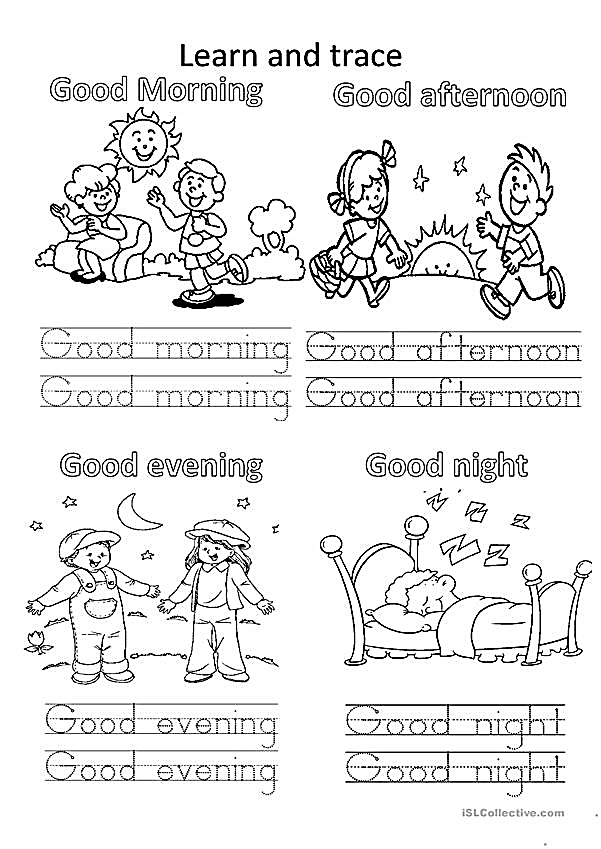 Learn and trace
Good Morning
Good afternoon
Good morning
Good afternoon
Good morning
Good afternoon
Good evening
Good night
Z Z Z
Z Z Z
Good evening
Good night
Good evening
Good night
iSLCollective.com